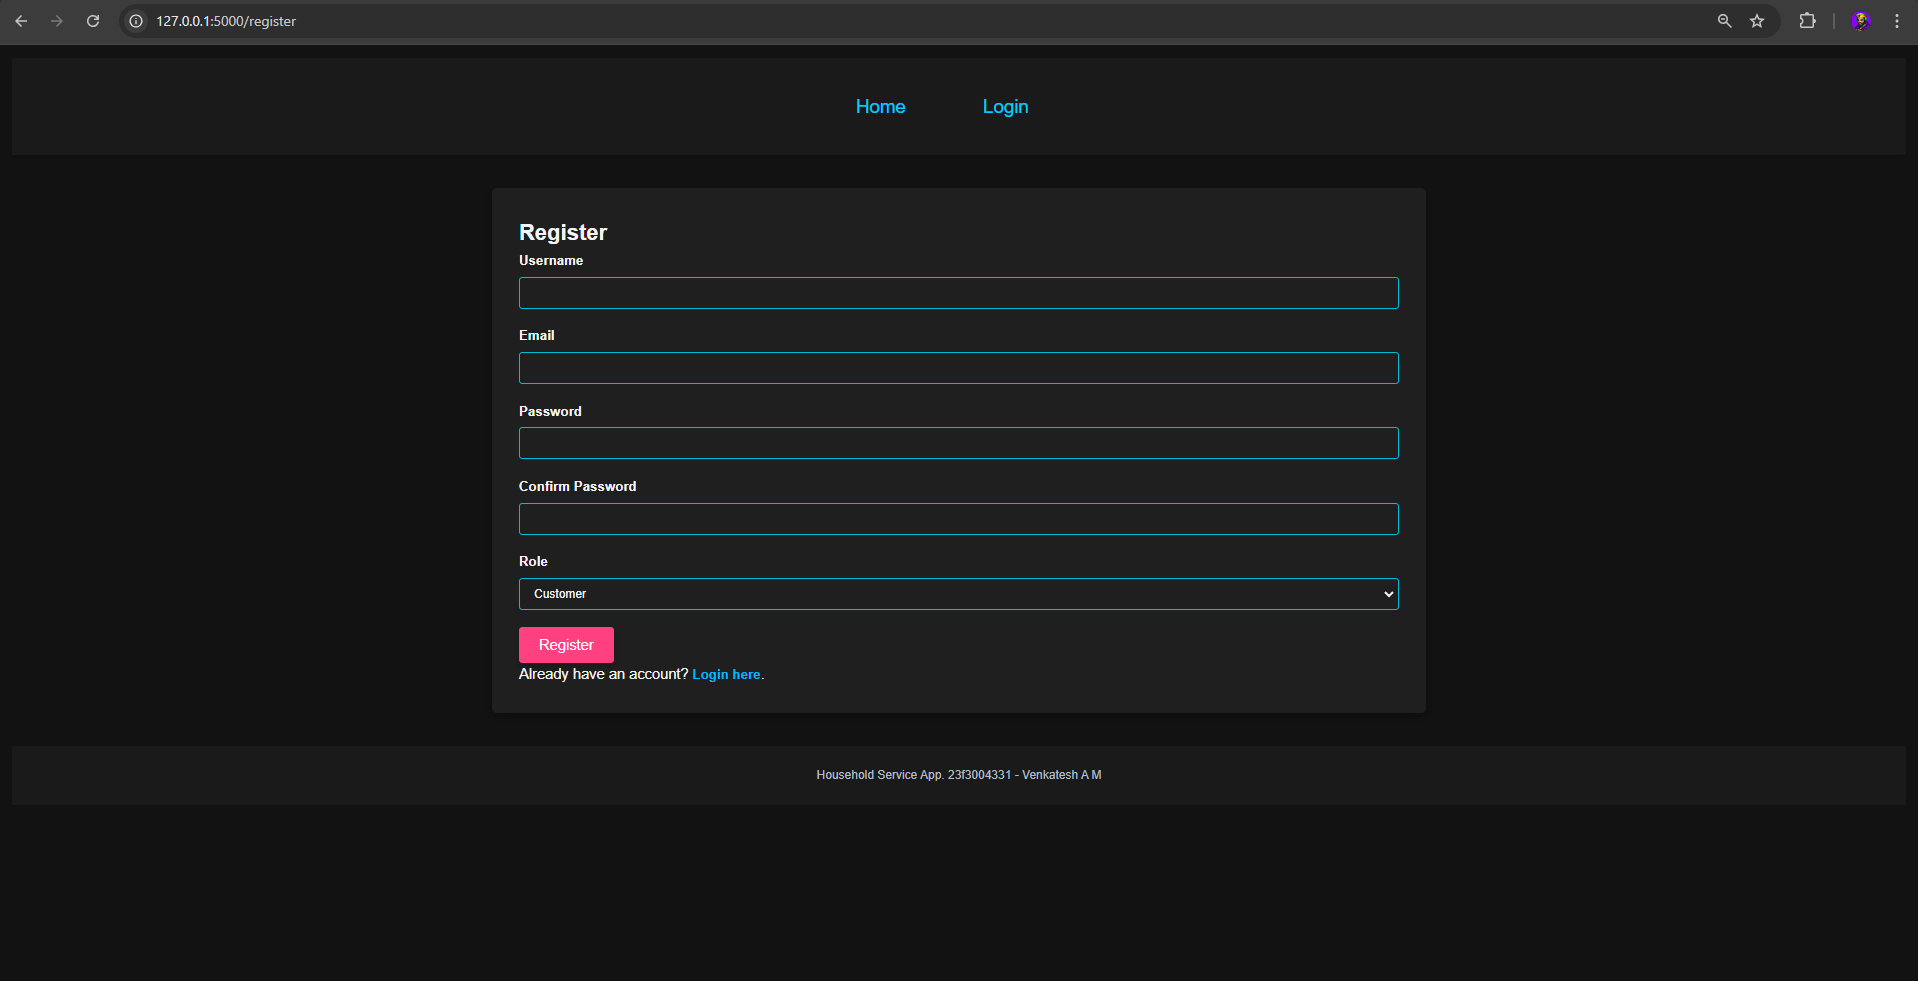 127.0.0.1:5000/register
Home Login
Register
Username
Email
Password
Confirm Password
Role
Customer
Register
Already have an account? Login here.
Household Service App. 23f3004331 - Venkatesh A M